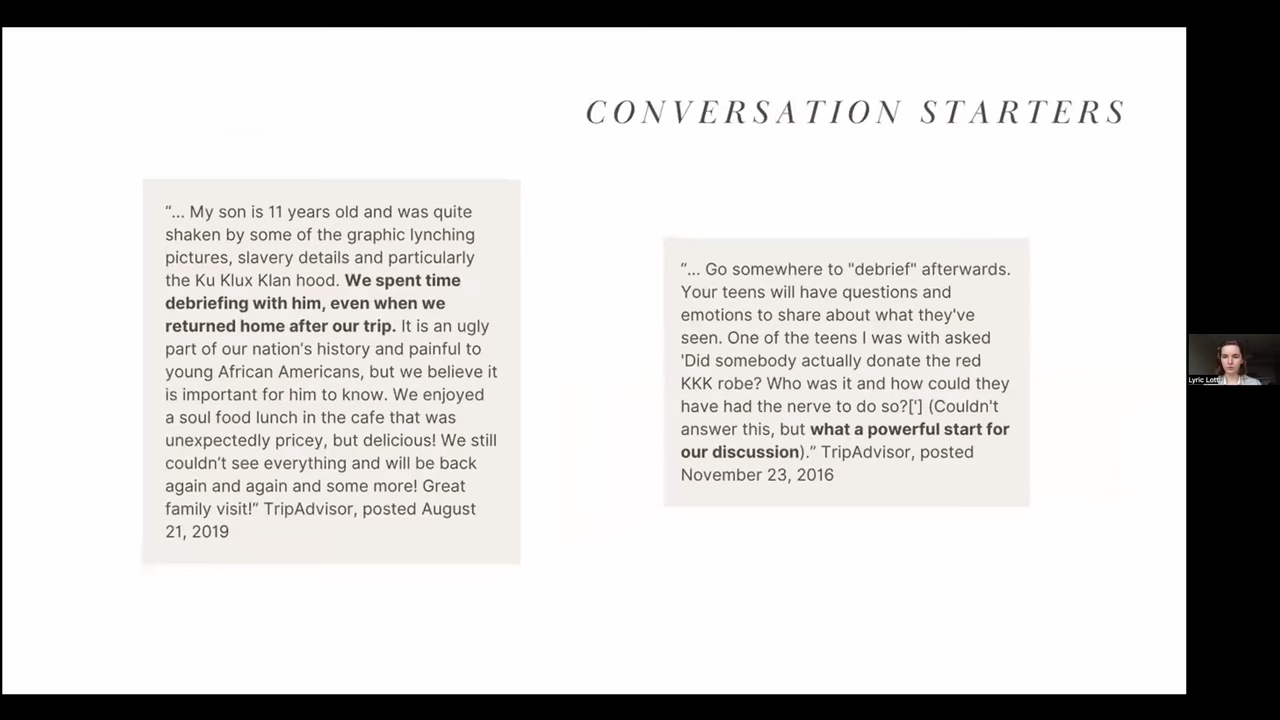 CONVERSATION STARTERS
“... My son is 11 years old and was quite
shaken by some of the graphic lynching
pictures, slavery details and particularly
the Ku Klux Klan hood. We spent time
debriefing with him, even when we
returned home after our trip. It is an ugly
part of our nation’s history and painful to
young African Americans, but we believe it
is important for him to know. We enjoyed
a soul food lunch in the cafe that was
unexpectedly pricey, but delicious! We still
couldn’t see everything and will be back
again and again and some more! Great
family visit!” TripAdvisor, posted August
21, 2019
“... Go somewhere to "debrief" afterwards.
Your teens will have questions and
emotions to share about what they've
seen. One of the teens I was with asked
'Did somebody actually donate the red
KKK robe? Who was it and how could they
have had the nerve to do so?['] (Couldn't
answer this, but what a powerful start for
our discussion).” TripAdvisor, posted
November 23, 2016
Lyric Lott